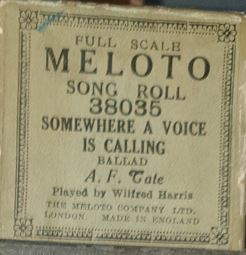 FULL SCALE
MELOTO
SONG ROLL
38035
SOMEWHERE A VOICE
IS CALLING
BALLAD
A. F. Tate
Played by Wilfred Harris
THE MELOTO COMPANY LTD.
LONDON. MADE IN ENGLAND